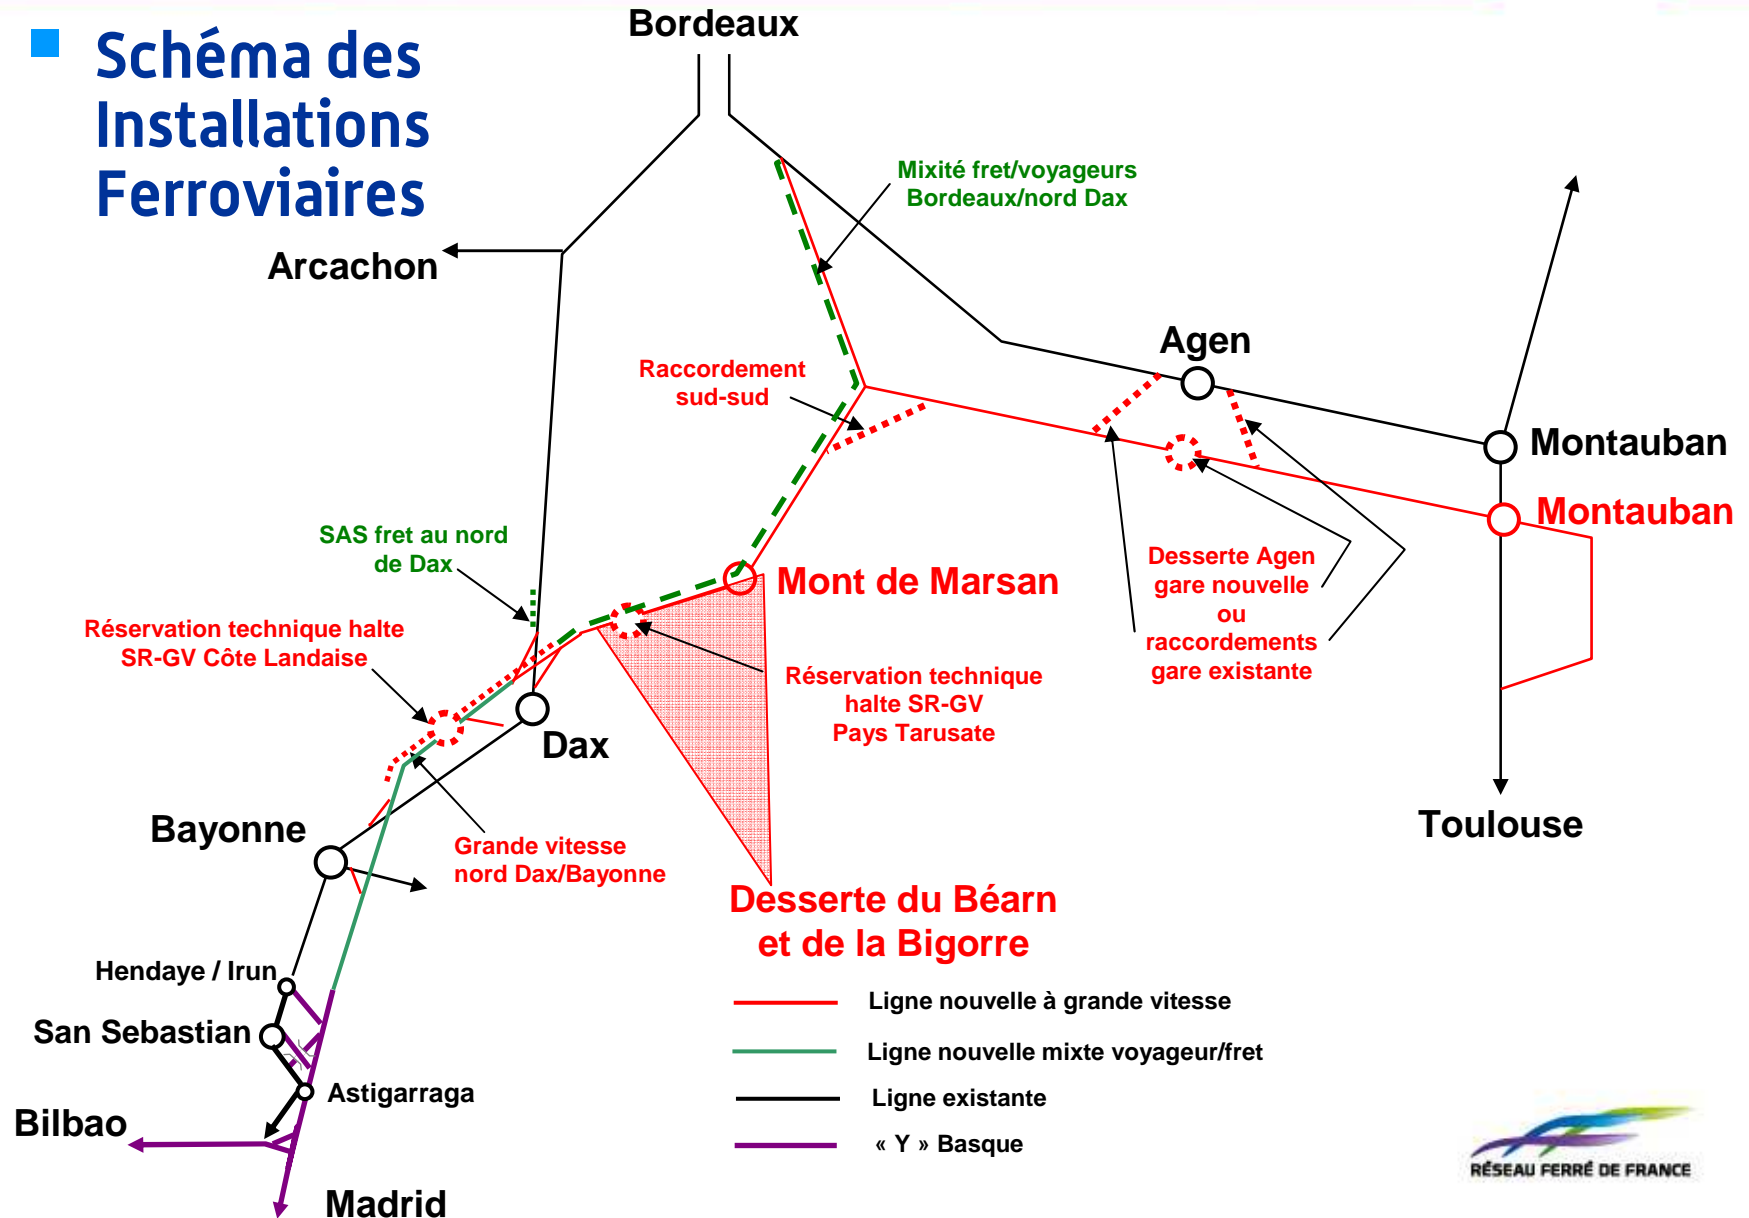 Bordeaux
Schéma des
Installations
Ferroviaires
Mixité fret/voyageurs
Bordeaux/nord Dax
Arcachon
Agen
Raccordement
sud-sud
Montauban
Montauban
SAS fret au nord
de Dax
Mont de Marsan
Desserte Agen
gare nouvelle
ou
raccordements
gare existante
Réservation technique halte
SR-GV Côte Landaise
Réservation technique
halte SR-GV
Pays Tarusate
Dax
Bayonne
Grande vitesse
nord Dax/Bayonne
Toulouse
Desserte du Béarn
et de la Bigorre
Hendaye / Irun
San Sebastian
Astigarraga
Bilbao
Madrid
Ligne nouvelle à grande vitesse
Ligne nouvelle mixte voyageur/fret
Ligne existante
« Y » Basque
RÉSEAU FERRÉ DE FRANCE